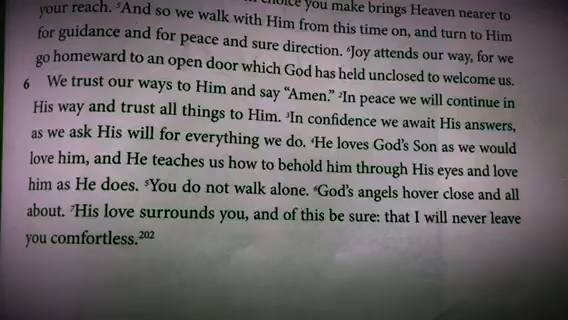 choice you make brings Heaven nearer to
your reach. ⁵And so we walk with Him from this time on, and turn to Him
for guidance and for peace and sure direction. ⁶Joy attends our way, for we
go homeward to an open door which God has held unclosed to welcome us.
6 We trust our ways to Him and say “Amen.” ²In peace we will continue in
His way and trust all things to Him. ³In confidence we await His answers,
as we ask His will for everything we do. ⁴He loves God’s Son as we would
love him, and He teaches us how to behold him through His eyes and love
him as He does. ⁵You do not walk alone. ⁶God’s angels hover close and all
about. ⁷His love surrounds you, and of this be sure: that I will never leave
you comfortless.²⁰²